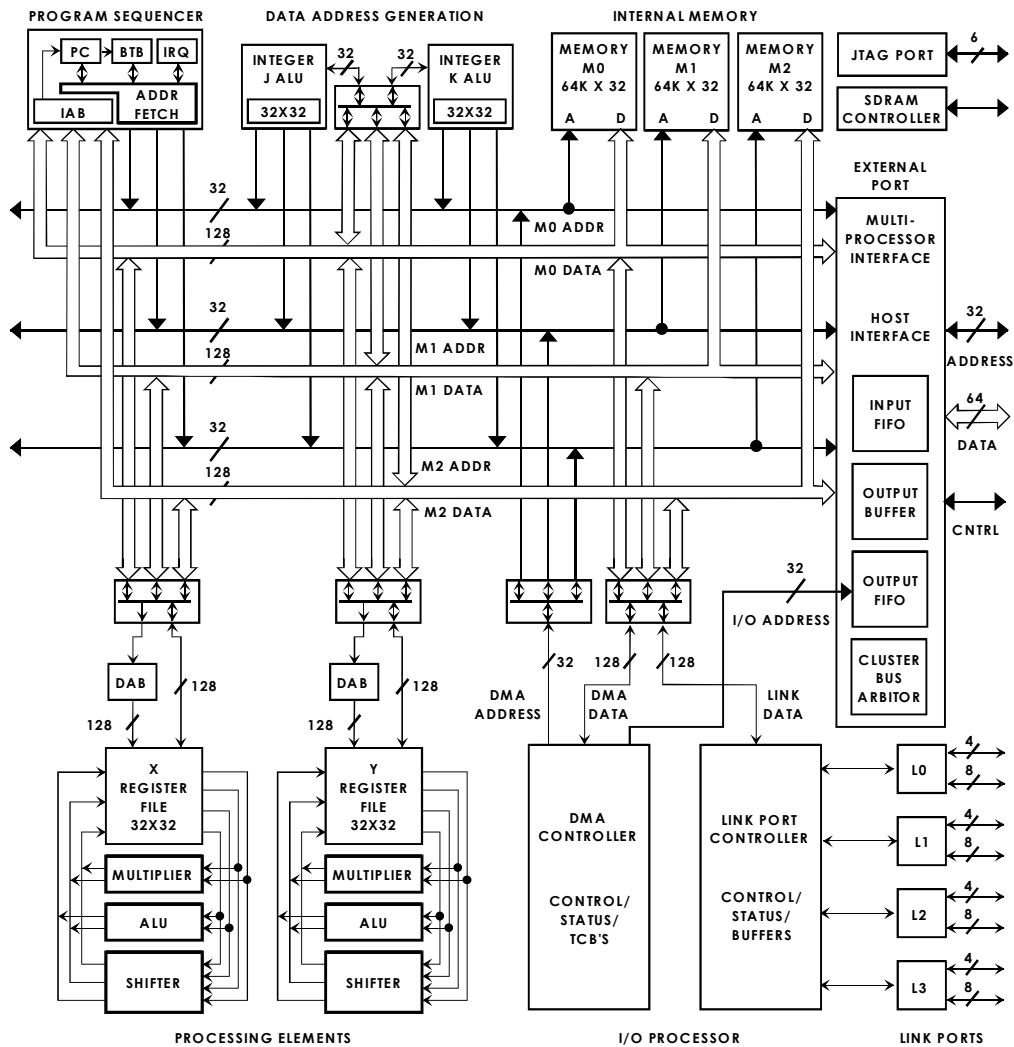 PROGRAM SEQUENCER
DATA ADDRESS GENERATION
INTERNAL MEMORY
PC
BTB
IRQ
ADDR
FETCH
IAB
INTEGER
J ALU
32X32
32
32
INTEGER
K ALU
32X32
MEMORY
M0
64K X 32
A D
MEMORY
M1
64K X 32
A D
MEMORY
M2
64K X 32
A D
JTAG PORT
6
SDRAM
CONTROLLER
EXTERNAL
PORT
MULTI-
PROCESSOR
INTERFACE
HOST
INTERFACE
INPUT
FIFO
OUTPUT
BUFFER
OUTPUT
FIFO
CLUSTER
BUS
ARBITOR
32
ADDRESS
64
DATA
CNTRL
32
M0 ADDR
128
M0 DATA
32
M1 ADDR
128
M1 DATA
32
M2 ADDR
128
M2 DATA
32
I/O ADDRESS
DAB
128
128
DAB
128
128
32
DMA
ADDRESS
128
DMA
DATA
128
LINK
DATA
X
REGISTER
FILE
32X32
MULTIPLIER
ALU
SHIFTER
Y
REGISTER
FILE
32X32
MULTIPLIER
ALU
SHIFTER
DMA
CONTROLLER
CONTROL/
STATUS/
TCB'S
LINK PORT
CONTROLLER
CONTROL/
STATUS/
BUFFERS
L0
4
8
L1
4
8
L2
4
8
L3
4
8
PROCESSING ELEMENTS
I/O PROCESSOR
LINK PORTS